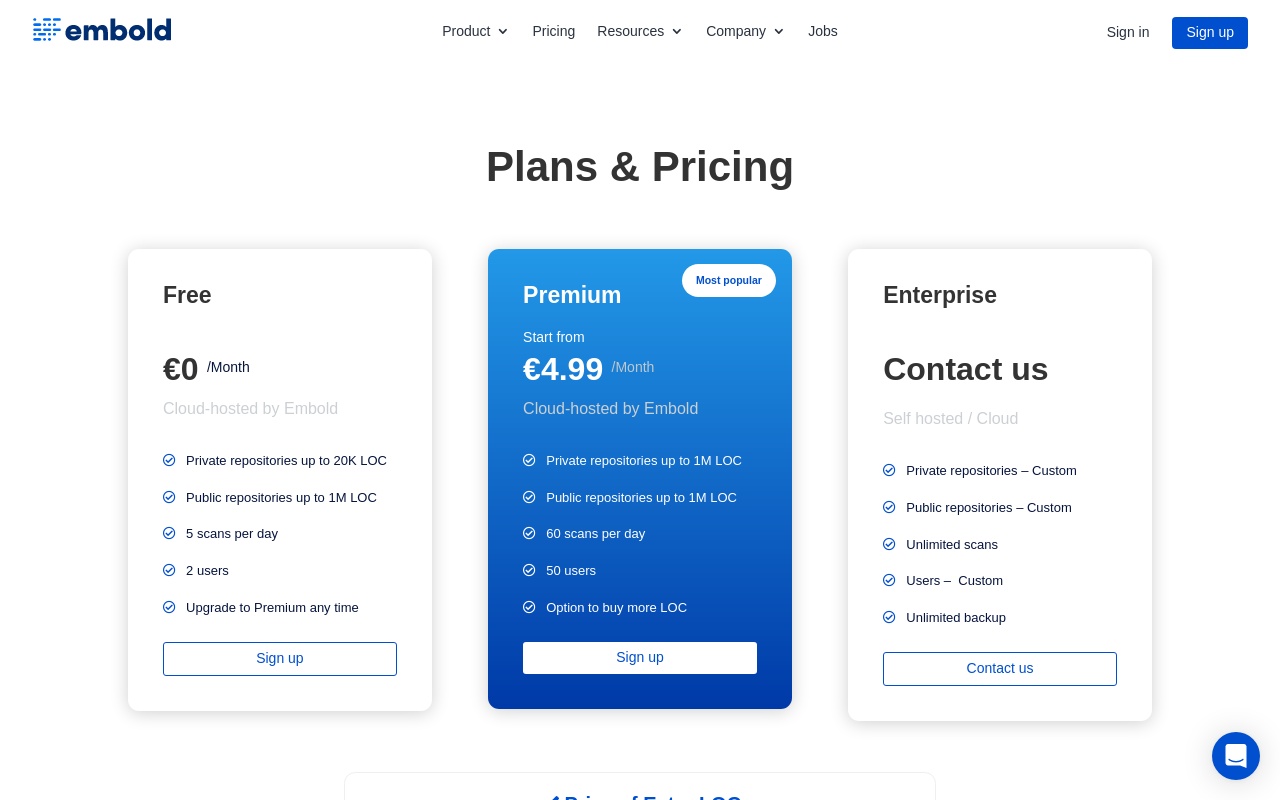 embold
Product
Pricing
Resources
Company
Jobs
Sign in
Sign up
Plans & Pricing
Free
€0 /Month
Cloud-hosted by Embold
Private repositories up to 20K LOC
Public repositories up to 1M LOC
5 scans per day
2 users
Upgrade to Premium any time
Sign up
Most popular
Premium
Start from
€4.99 /Month
Cloud-hosted by Embold
Private repositories up to 1M LOC
Public repositories up to 1M LOC
60 scans per day
50 users
Option to buy more LOC
Sign up
Enterprise
Contact us
Self hosted / Cloud
Private repositories – Custom
Public repositories – Custom
Unlimited scans
Users –  Custom
Unlimited backup
Contact us
Price of Extra LOC